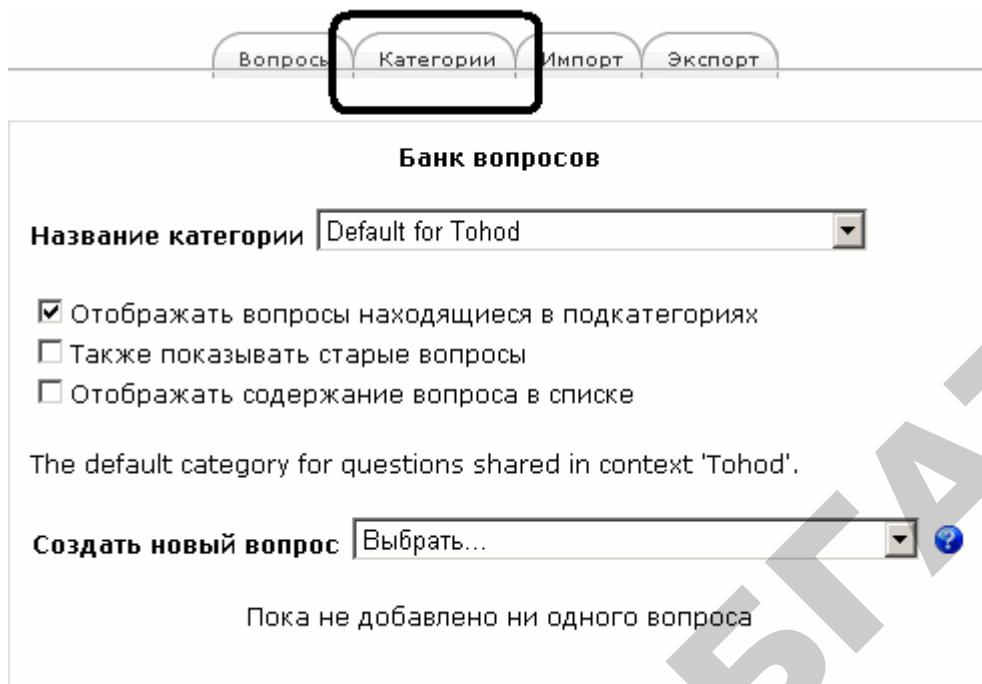 Вопросы Категории Импорт Экспорт
Банк вопросов
Название категории Default for Tohod
Отображать вопросы находящиеся в подкатегориях
Также показывать старые вопросы
Отображать содержание вопроса в списке
The default category for questions shared in context 'Tohod'.
Создать новый вопрос Выбрать...
Пока не добавлено ни одного вопроса